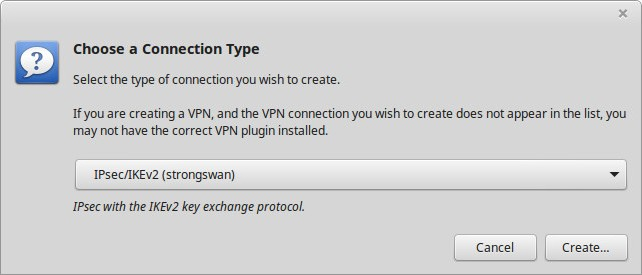 Choose a Connection Type
Select the type of connection you wish to create.
If you are creating a VPN, and the VPN connection you wish to create does not appear in the list, you
may not have the correct VPN plugin installed.
IPsec/IKEv2 (strongswan)
IPsec with the IKEv2 key exchange protocol.
Cancel
Create...